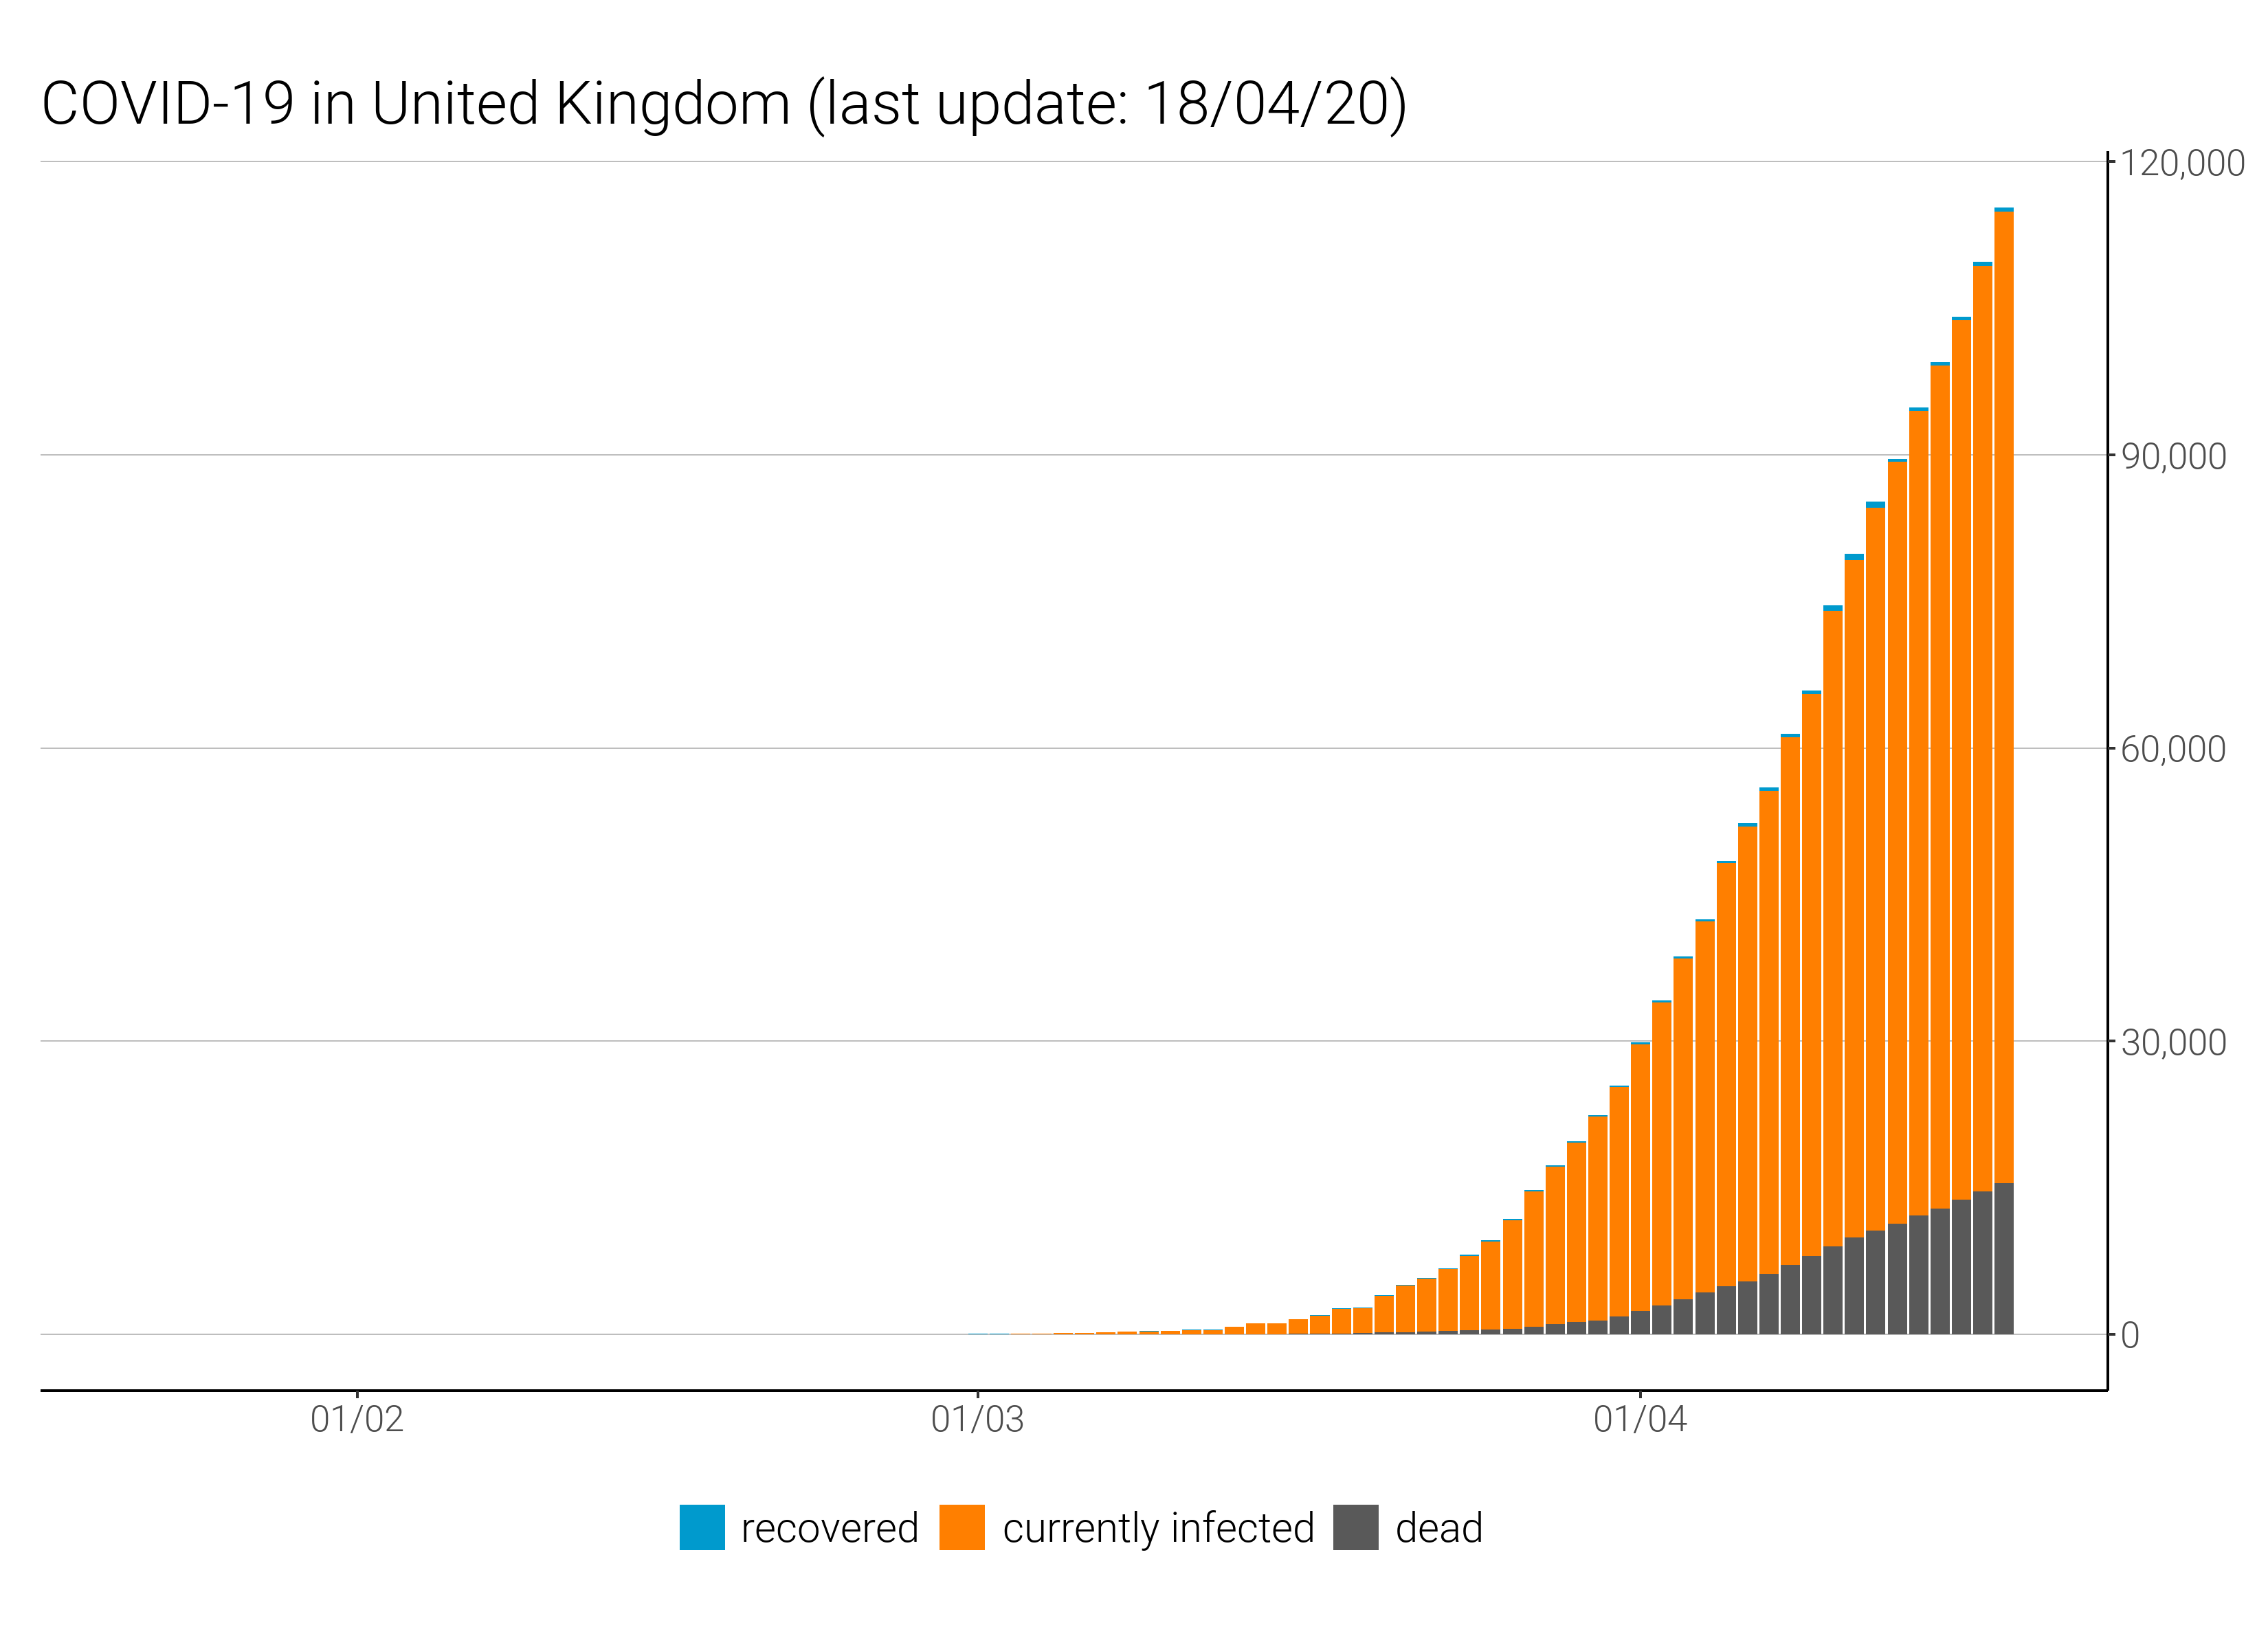 COVID-19 in United Kingdom (last update: 18/04/20)
120,000
90,000
60,000
30,000
0
01/02 01/03 01/04
recovered currently infected dead